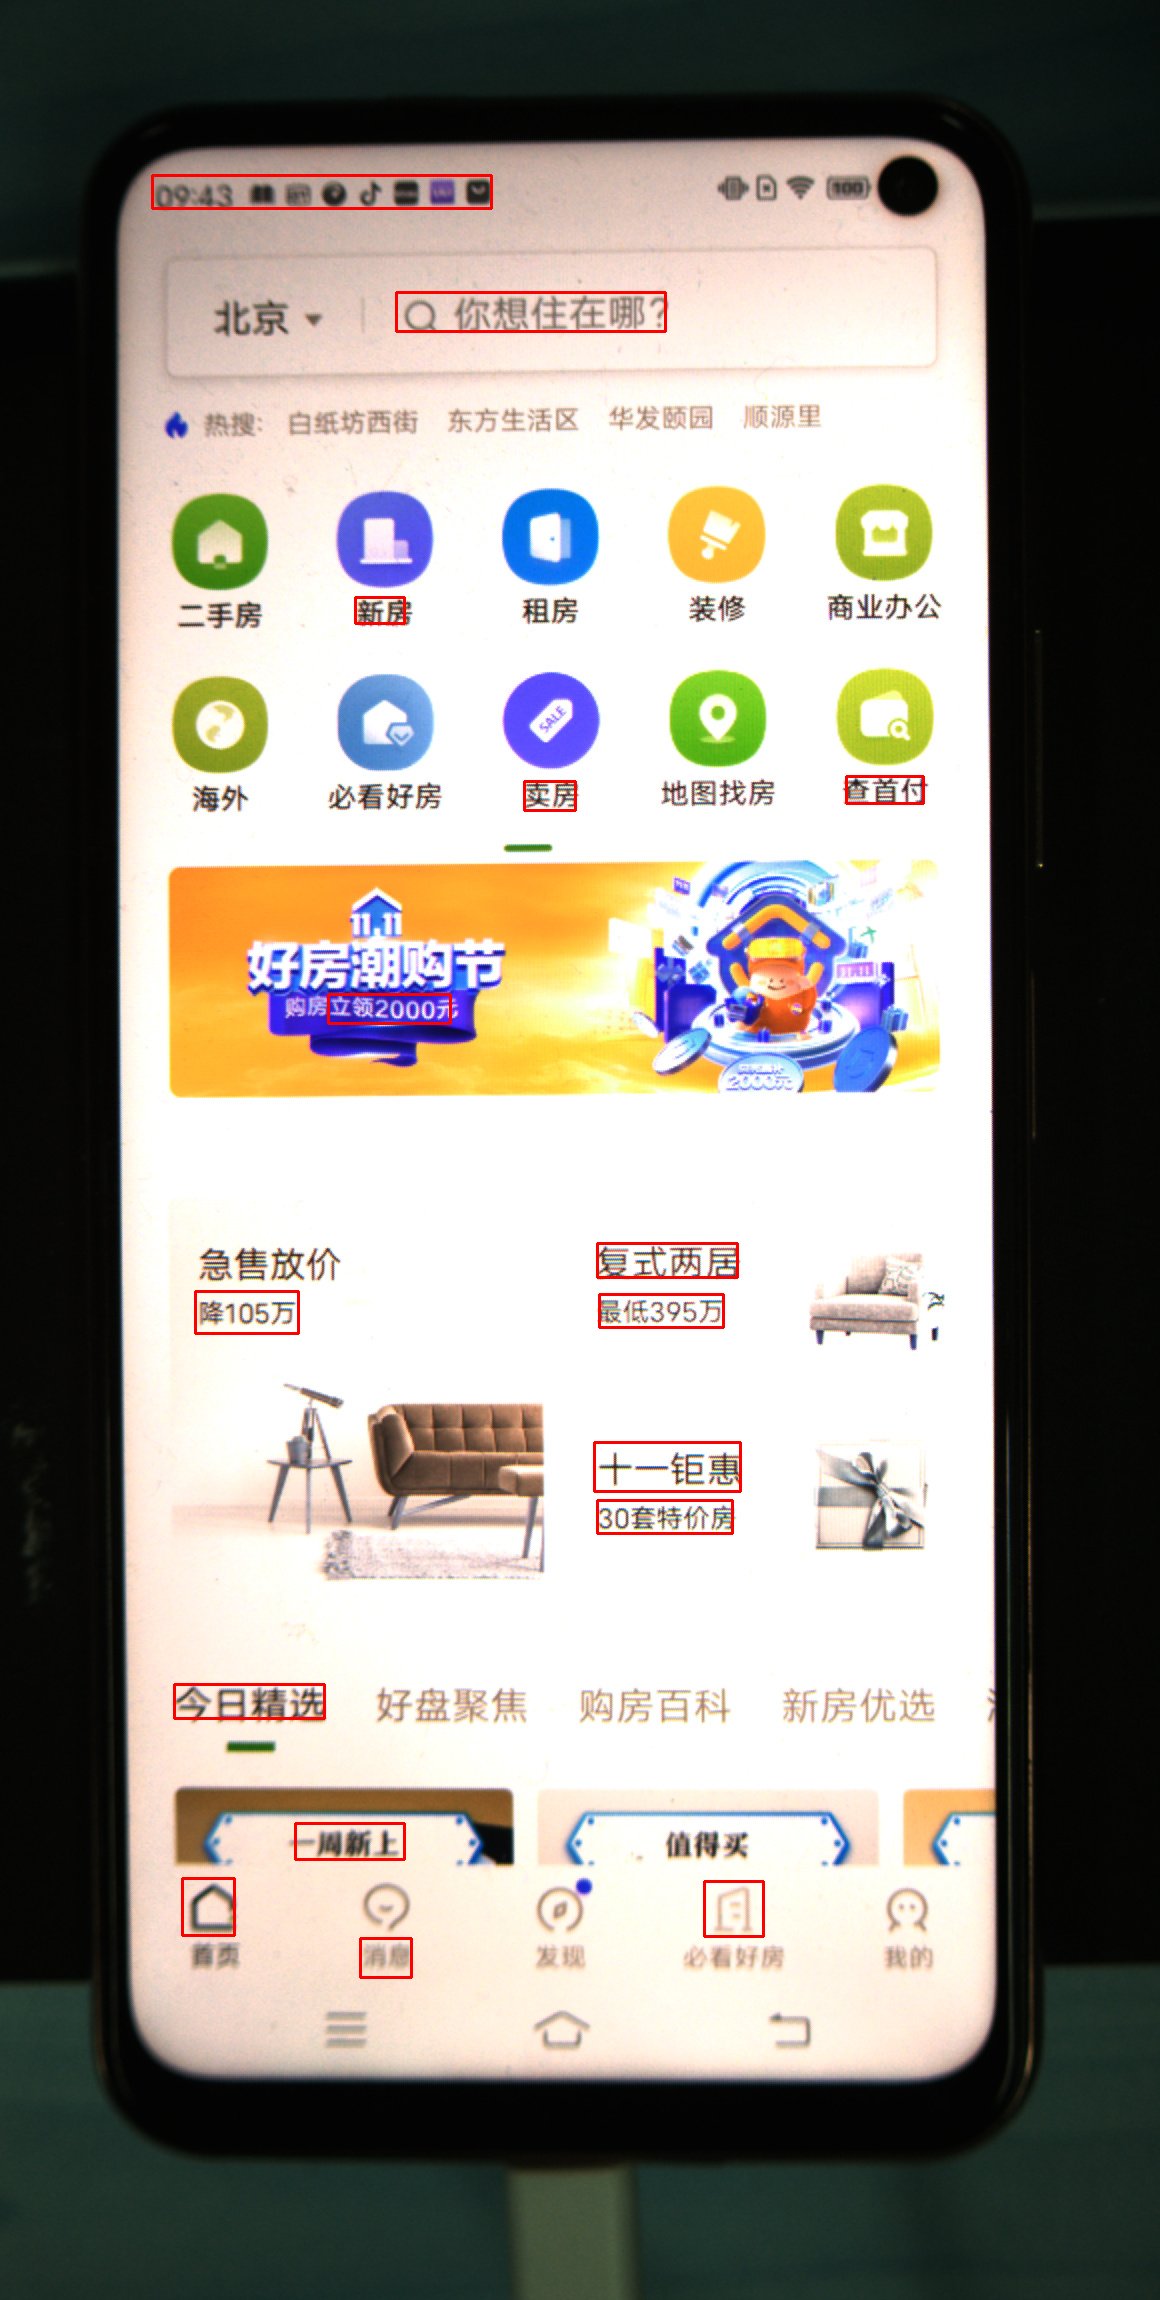 09:43 100
北京 你想住在哪?
热搜: 白纸坊西街 东方生活区 华发颐园 顺源里
二手房 新房 租房 装修 商业办公
SALE
海外 必看好房 卖房 地图找房 查首付
11.11
好房潮购节
购房立领2000元
2000元
急售放价 复式两居
降105万 最低395万
十一钜惠
30套特价房
今日精选 好盘聚焦 购房百科 新房优选
一周新上 值得买
首页 消息 发现 必看好房 我的